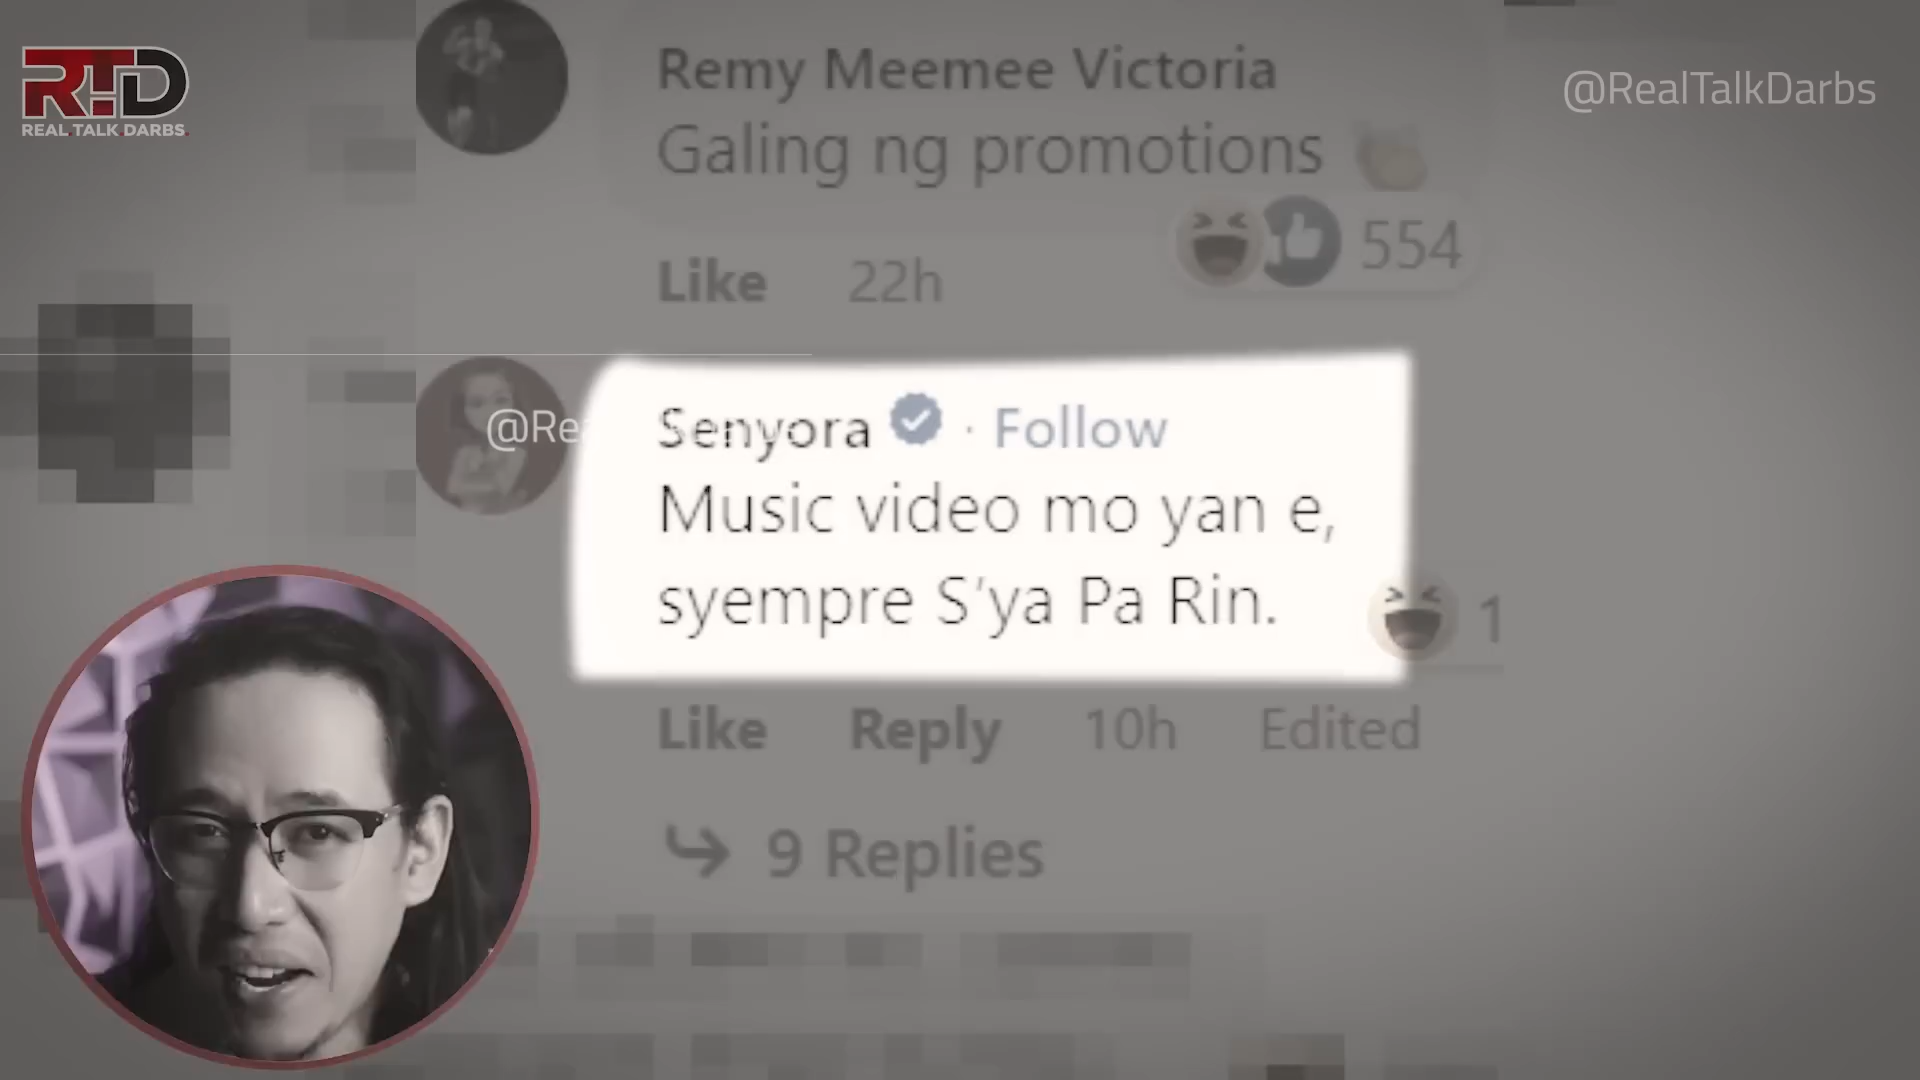 RTD
REAL.TALK.DARBS.
@RealTalkDarbs
Remy Meemee Victoria
Galing ng promotions
554
Like 22h
Senyora · Follow
@Re
Music video mo yan e,
syempre S'ya Pa Rin.
1
Like Reply 10h Edited
9 Replies